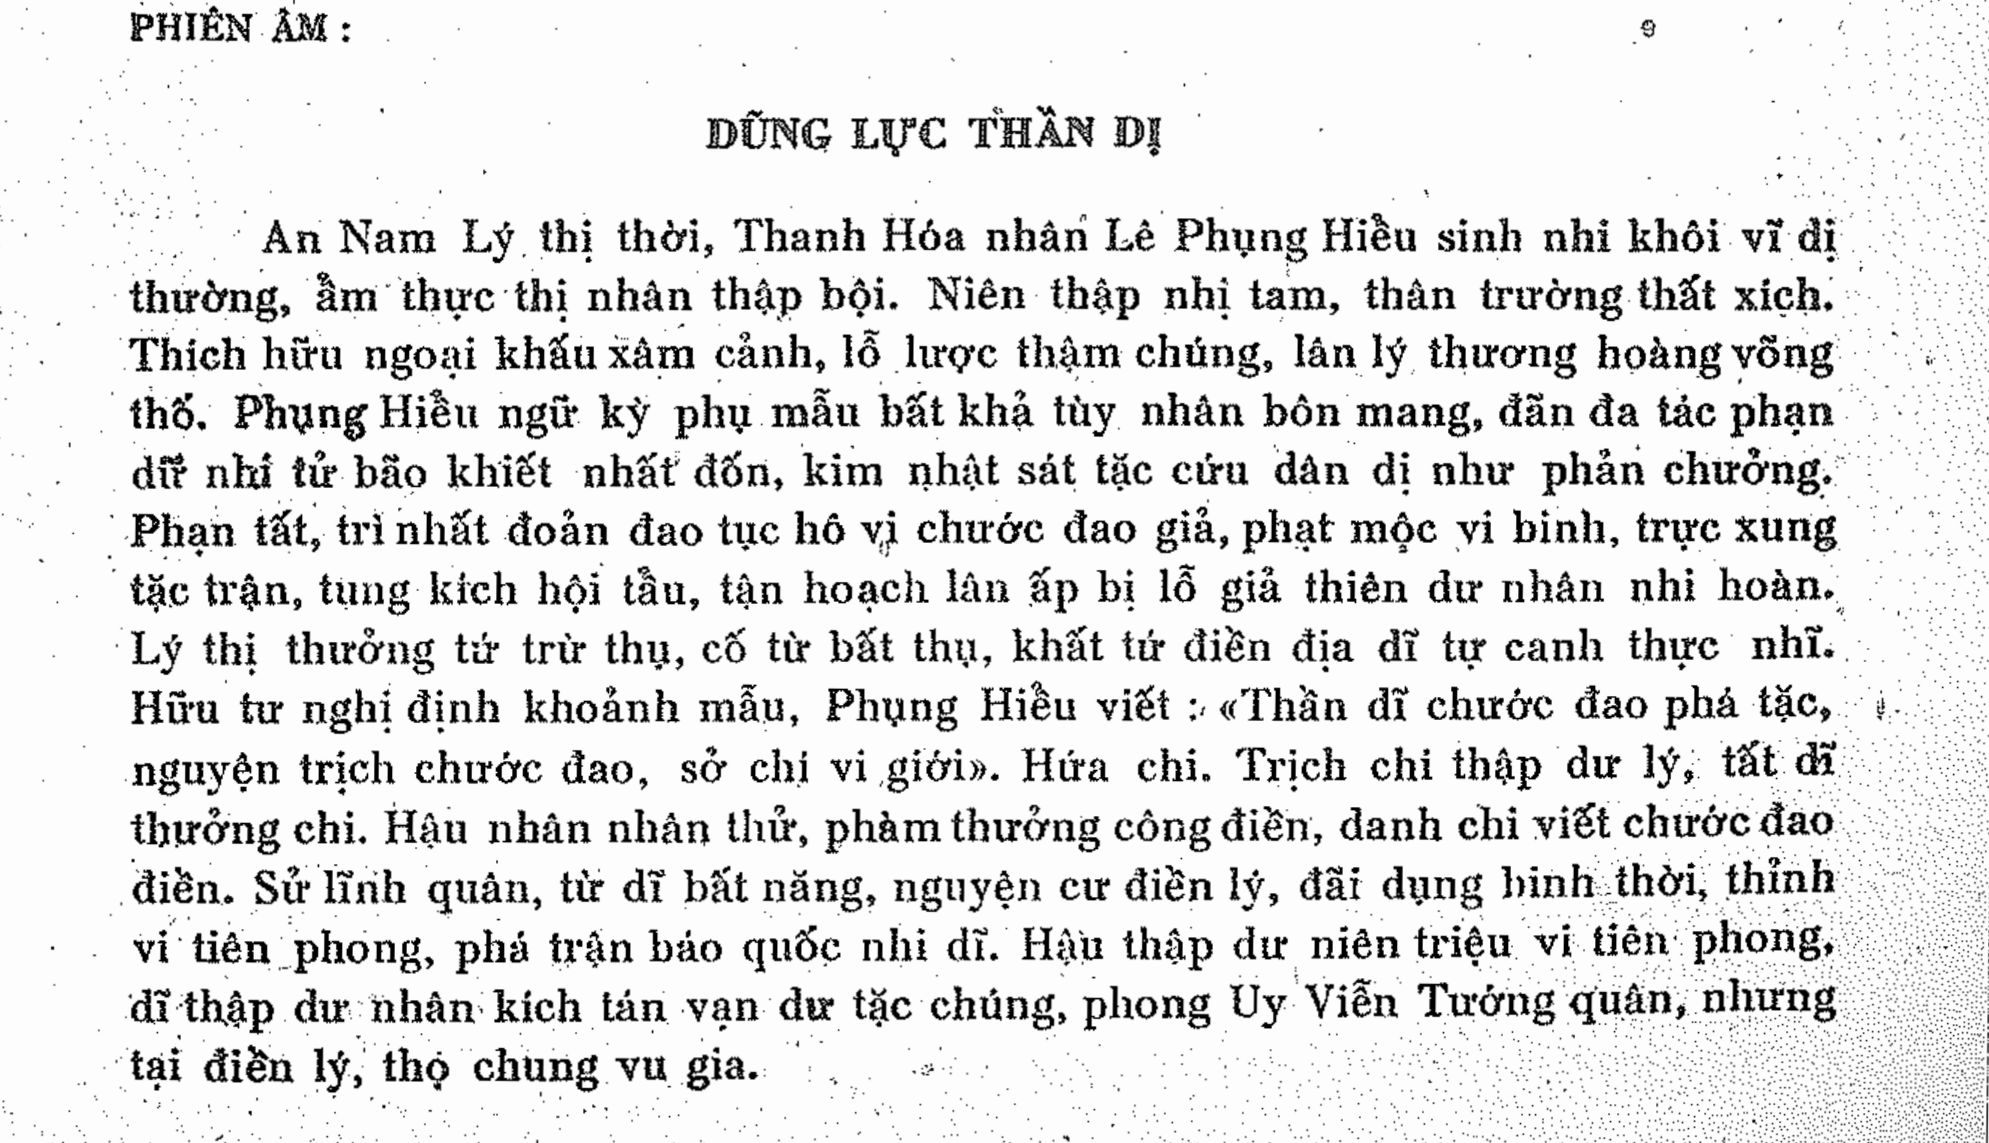 PHIÊN ÂM :
9
DŨNG LỰC THẦN DỊ
An Nam Lý thị thời, Thanh Hóa nhân Lê Phụng Hiểu sinh nhi khôi vĩ dị
thường, ẩm thực thị nhân thập bội. Niên thập nhị tam, thân trường thất xích.
Thích hữu ngoại khấu xâm cảnh, lỗ lược thậm chúng, lân lý thương hoàng võng
thố. Phụng Hiểu ngữ kỳ phụ mẫu bất khả tùy nhân bôn mang, đãn đa tác phạn
dữ nhi tử bão khiết nhất đốn, kim nhật sát tặc cứu dân dị như phản chưởng.
Phạn tất, trì nhất đoản đao tục hô vị chước đao giả, phạt mộc vi binh, trực xung
tặc trận, tung kích hội tẩu, tận hoạch lân ấp bị lỗ giả thiên dư nhân nhi hoàn.
Lý thị thưởng tứ trừ thụ, cố từ bất thụ, khất tứ điền địa dĩ tự canh thực nhĩ.
Hữu tư nghị định khoảnh mẫu, Phụng Hiểu viết : «Thần dĩ chước đao phá tặc,
nguyện trịch chước đao, sở chí vi giới». Hứa chi. Trịch chi thập dư lý, tất dĩ
thưởng chi. Hậu nhân nhân thử, phàm thưởng công điền, danh chi viết chước đao
điền. Sử lĩnh quân, từ dĩ bất năng, nguyện cư điền lý, đãi dụng binh thời, thỉnh
vi tiên phong, phá trận báo quốc nhi dĩ. Hậu thập dư niên triệu vi tiên phong,
dĩ thập dư nhân kích tán vạn dư tặc chúng, phong Uy Viễn Tướng quân, nhưng
tại điền lý, thọ chung vu gia.